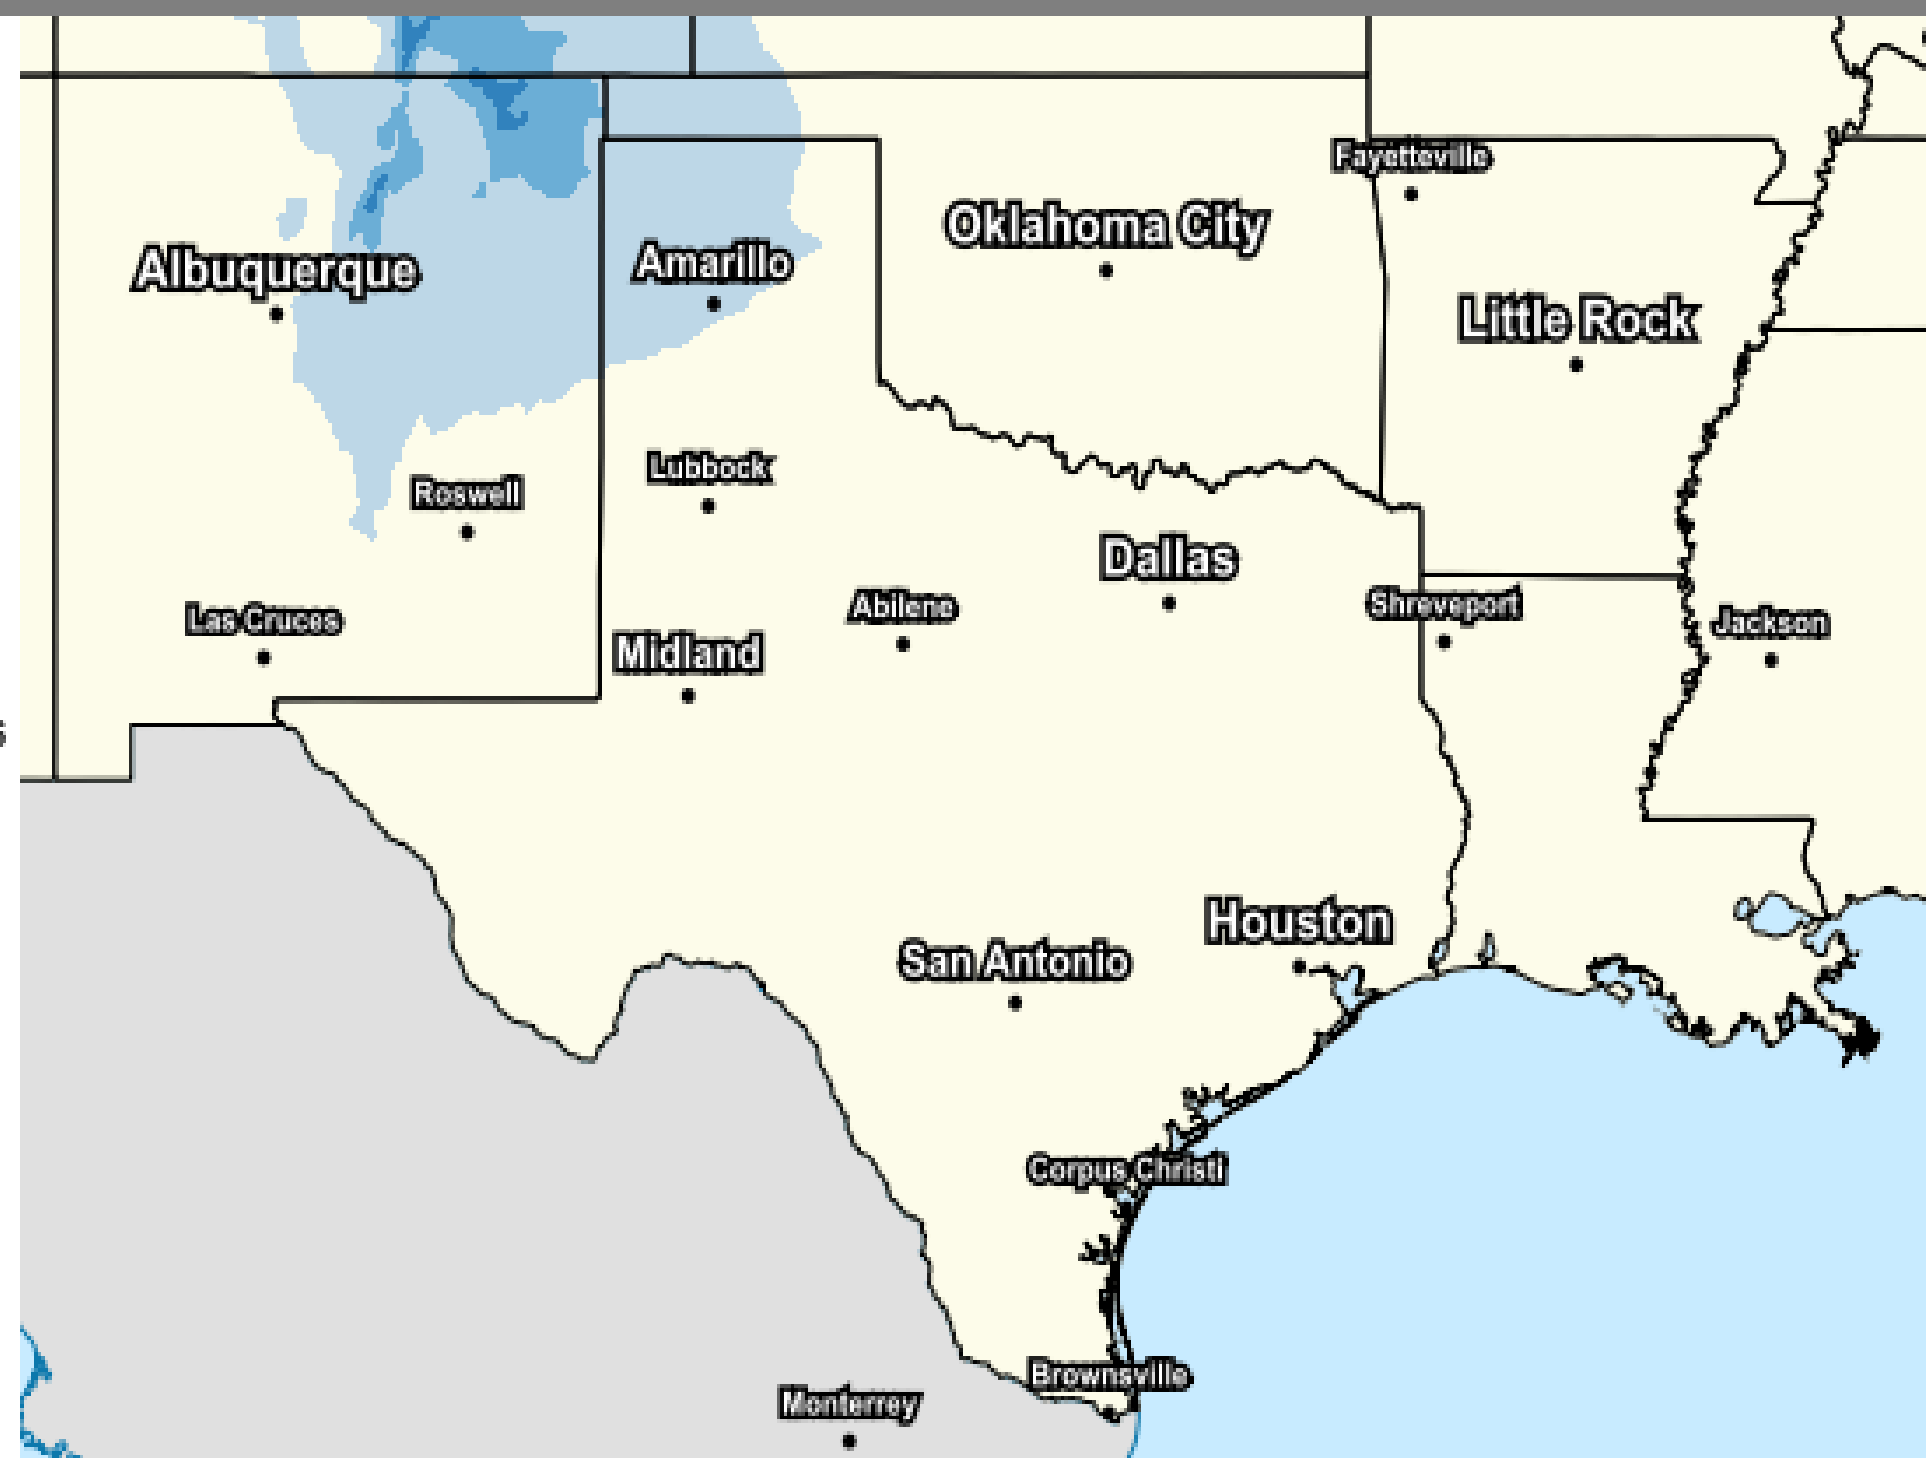 Fayetteville
Oklahoma City
Albuquerque
Amarillo
Little Rock
Lubbock
Roswell
Dallas
Abilene
Shreveport
Las Cruces
Jackson
Midland
s
Houston
San Antonio
Corpus Christi
Brownsville
Monterrey